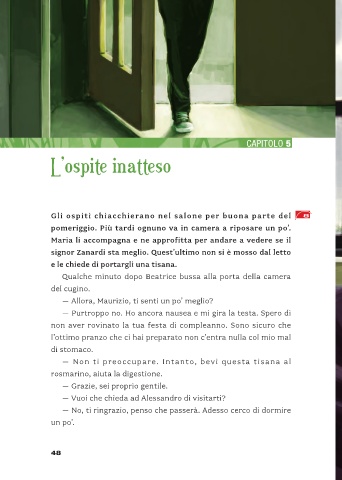 CAPITOLO 5
L'ospite inatteso
Gli ospiti chiacchierano nel salone per buona parte del
pomeriggio. Più tardi ognuno va in camera a riposare un po'.
Maria li accompagna e ne approfitta per andare a vedere se il
signor Zanardi sta meglio. Quest'ultimo non si è mosso dal letto
e le chiede di portargli una tisana.
Qualche minuto dopo Beatrice bussa alla porta della camera
del cugino.
— Allora, Maurizio, ti senti un po' meglio?
— Purtroppo no. Ho ancora nausea e mi gira la testa. Spero di
non aver rovinato la tua festa di compleanno. Sono sicuro che
l'ottimo pranzo che ci hai preparato non c'entra nulla col mio mal
di stomaco.
— Non ti preoccupare. Intanto, bevi questa tisana al
rosmarino, aiuta la digestione.
— Grazie, sei proprio gentile.
— Vuoi che chieda ad Alessandro di visitarti?
— No, ti ringrazio, penso che passerà. Adesso cerco di dormire
un po'.
48